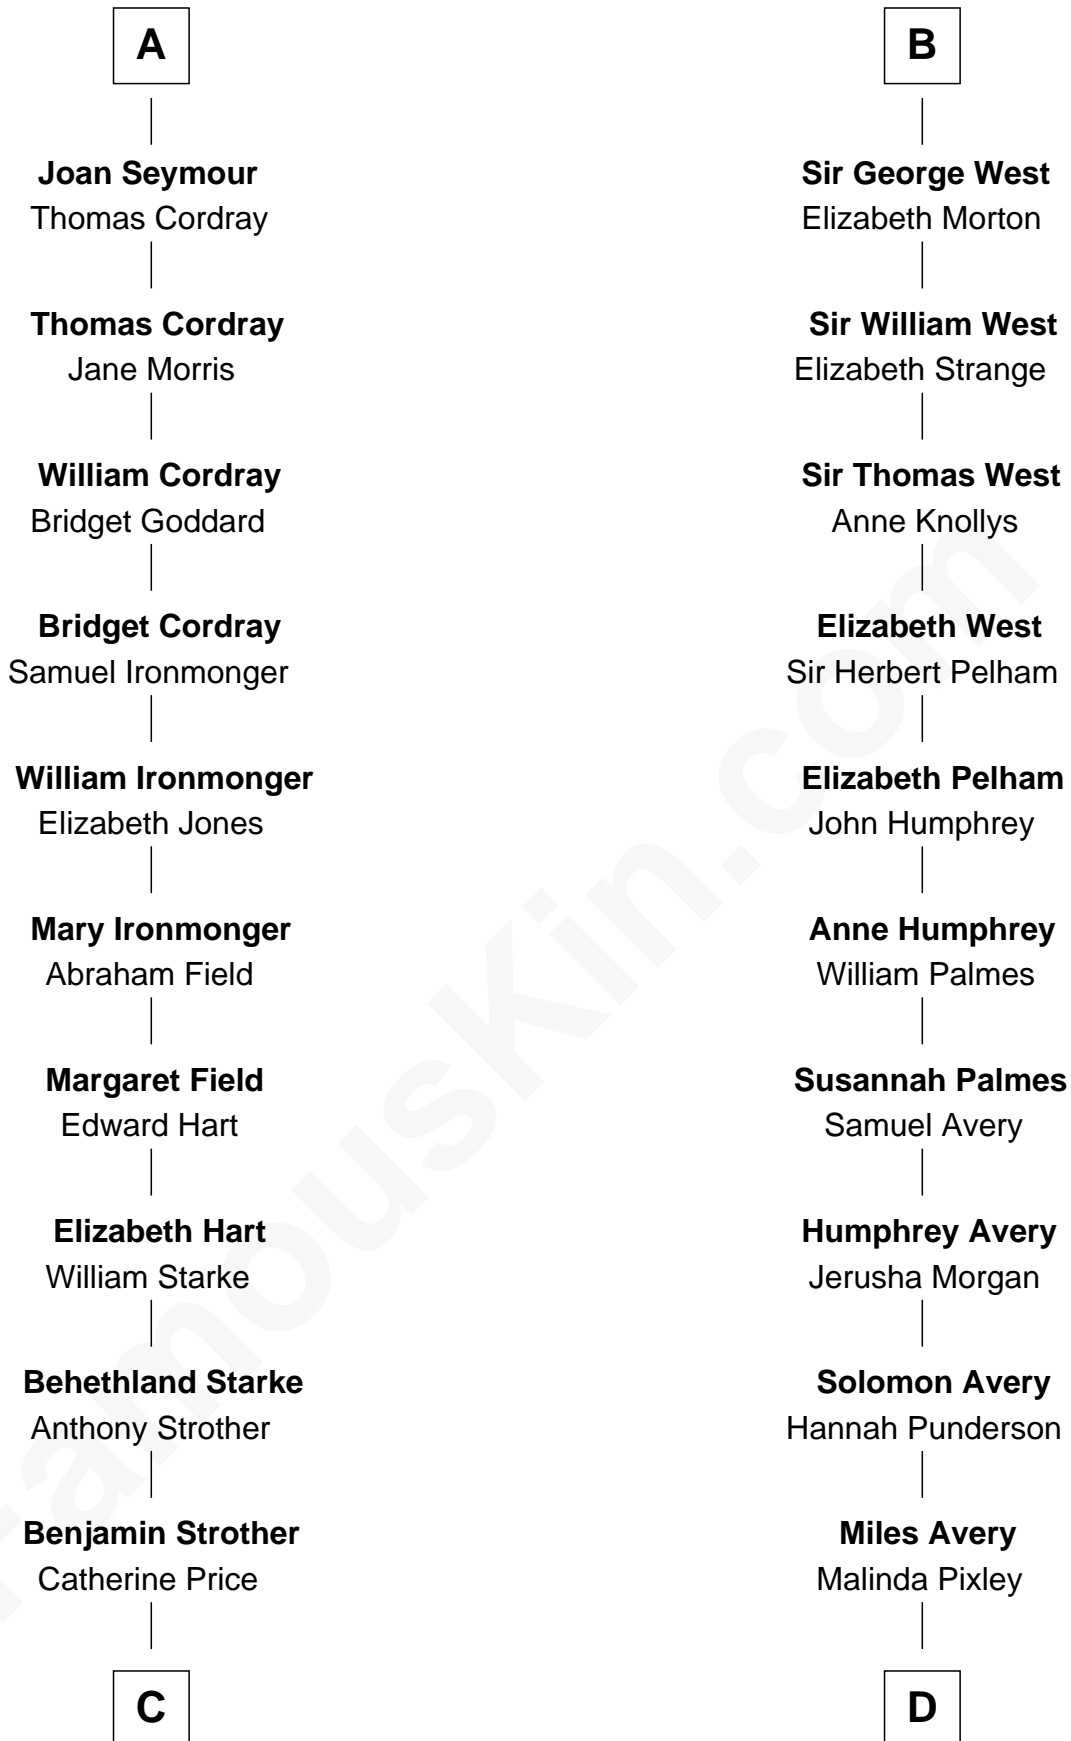 A
Joan Seymour
Thomas Cordray
Thomas Cordray
Jane Morris
William Cordray
Bridget Goddard
Bridget Cordray
Samuel Ironmonger
William Ironmonger
Elizabeth Jones
Mary Ironmonger
Abraham Field
Margaret Field
Edward Hart
Elizabeth Hart
William Starke
Behethland Starke
Anthony Strother
Benjamin Strother
Catherine Price
C
B
Sir George West
Elizabeth Morton
Sir William West
Elizabeth Strange
Sir Thomas West
Anne Knollys
Elizabeth West
Sir Herbert Pelham
Elizabeth Pelham
John Humphrey
Anne Humphrey
William Palmes
Susannah Palmes
Samuel Avery
Humphrey Avery
Jerusha Morgan
Solomon Avery
Hannah Punderson
Miles Avery
Malinda Pixley
D
FamousKin.com